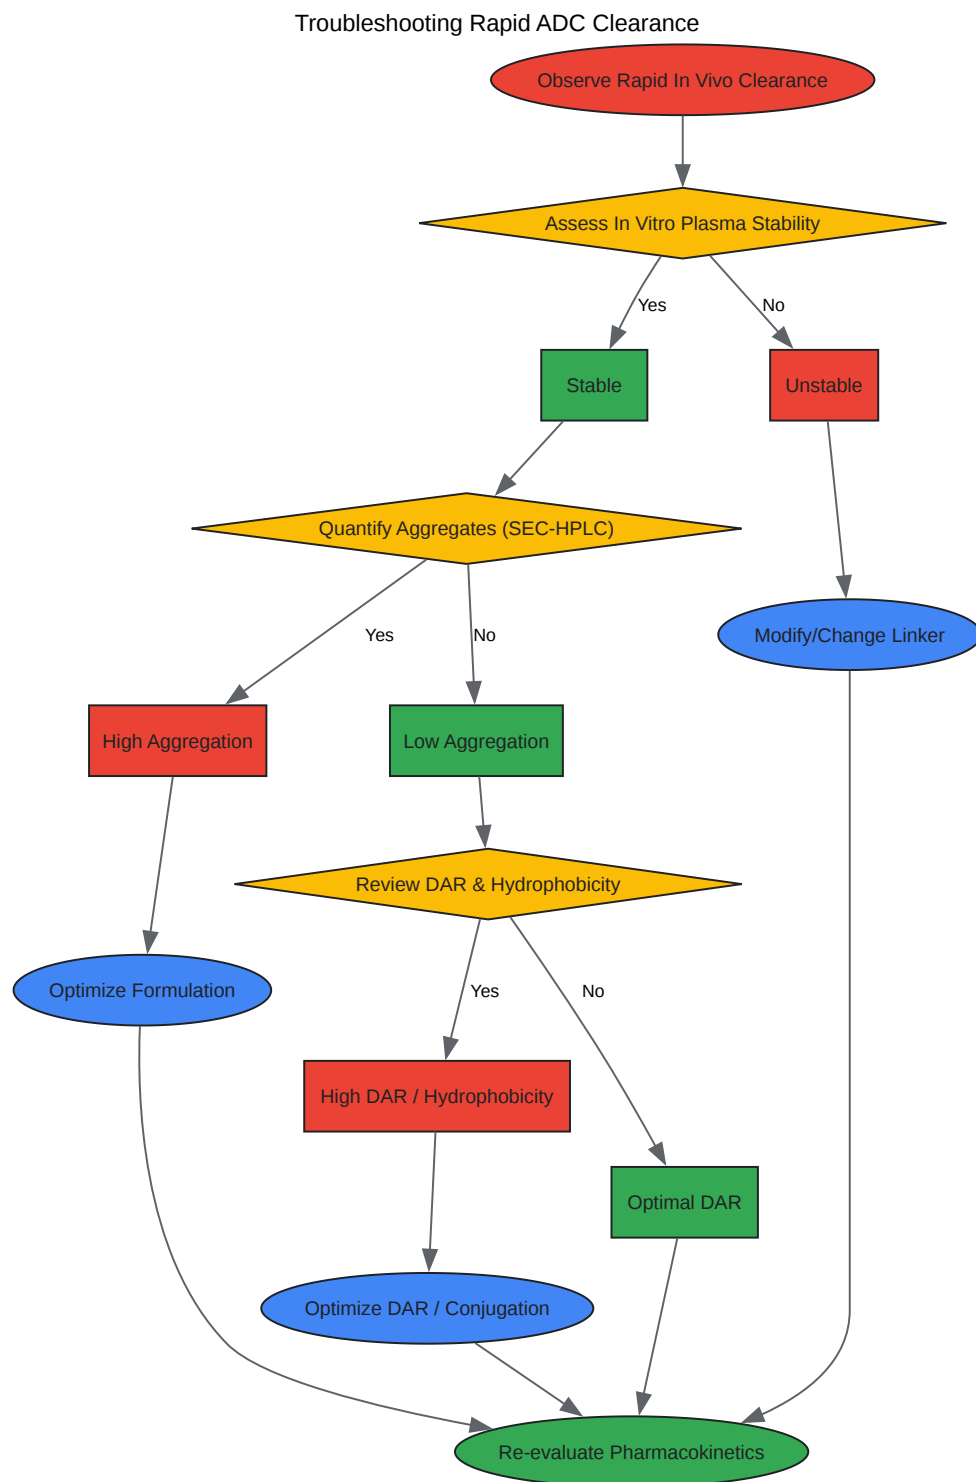 Troubleshooting Rapid ADC Clearance
Observe Rapid In Vivo Clearance
Assess In Vitro Plasma Stability
Yes
No
Stable
Unstable
Quantify Aggregates (SEC-HPLC)
Yes
No
Modify/Change Linker
High Aggregation
Low Aggregation
Review DAR & Hydrophobicity
Optimize Formulation
Yes
No
High DAR / Hydrophobicity
Optimal DAR
Optimize DAR / Conjugation
Re-evaluate Pharmacokinetics